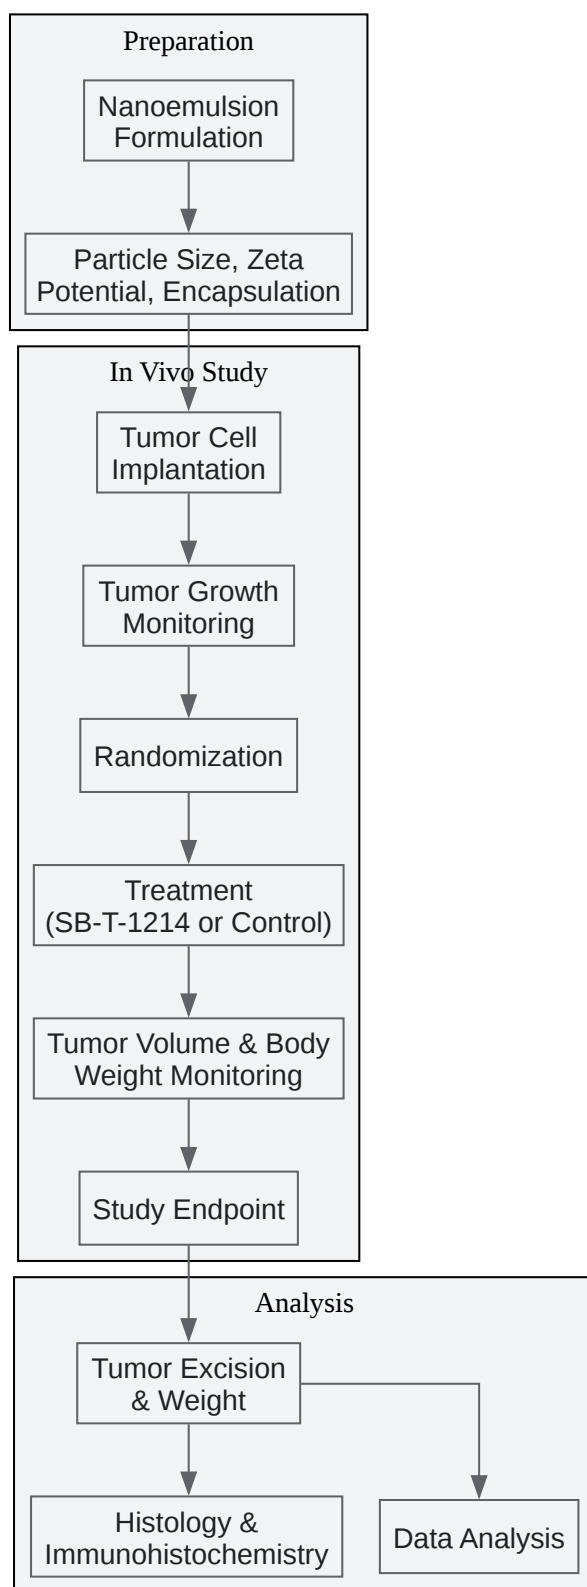 Preparation
Nanoemulsion
Formulation
Particle Size, Zeta
Potential, Encapsulation
In Vivo Study
Tumor Cell
Implantation
Tumor Growth
Monitoring
Randomization
Treatment
(SB-T-1214 or Control)
Tumor Volume & Body
Weight Monitoring
Study Endpoint
Analysis
Tumor Excision
& Weight
Histology &
Immunohistochemistry
Data Analysis